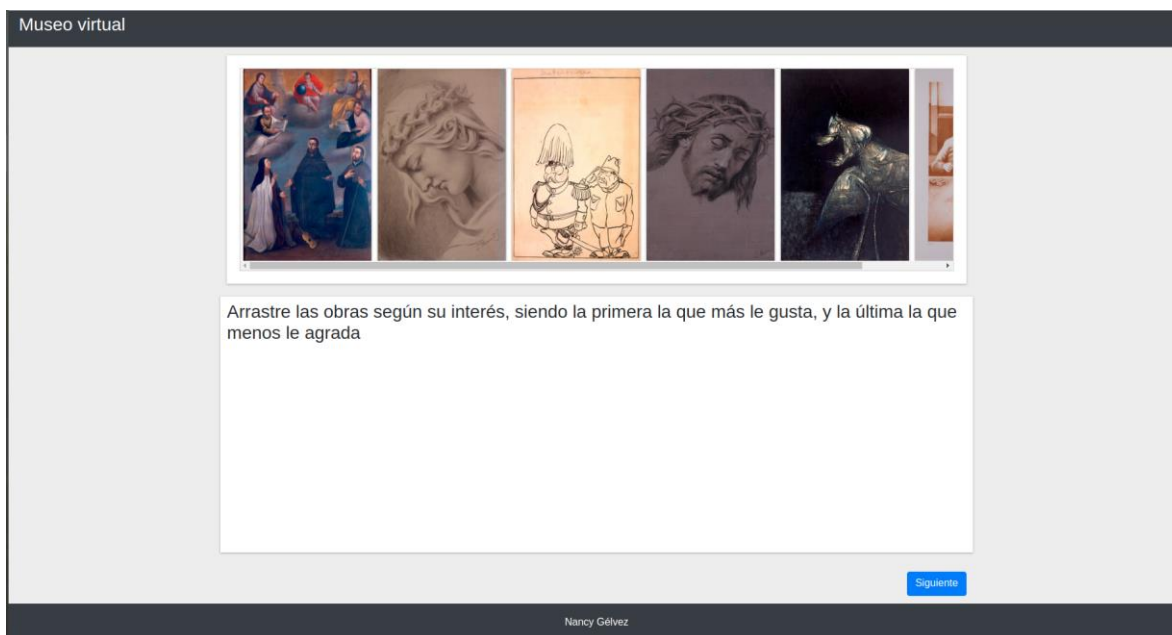 Museo virtual
Arrastre las obras según su interés, siendo la primera la que más le gusta, y la última la que
menos le agrada
Siguiente
Nancy Gélvez